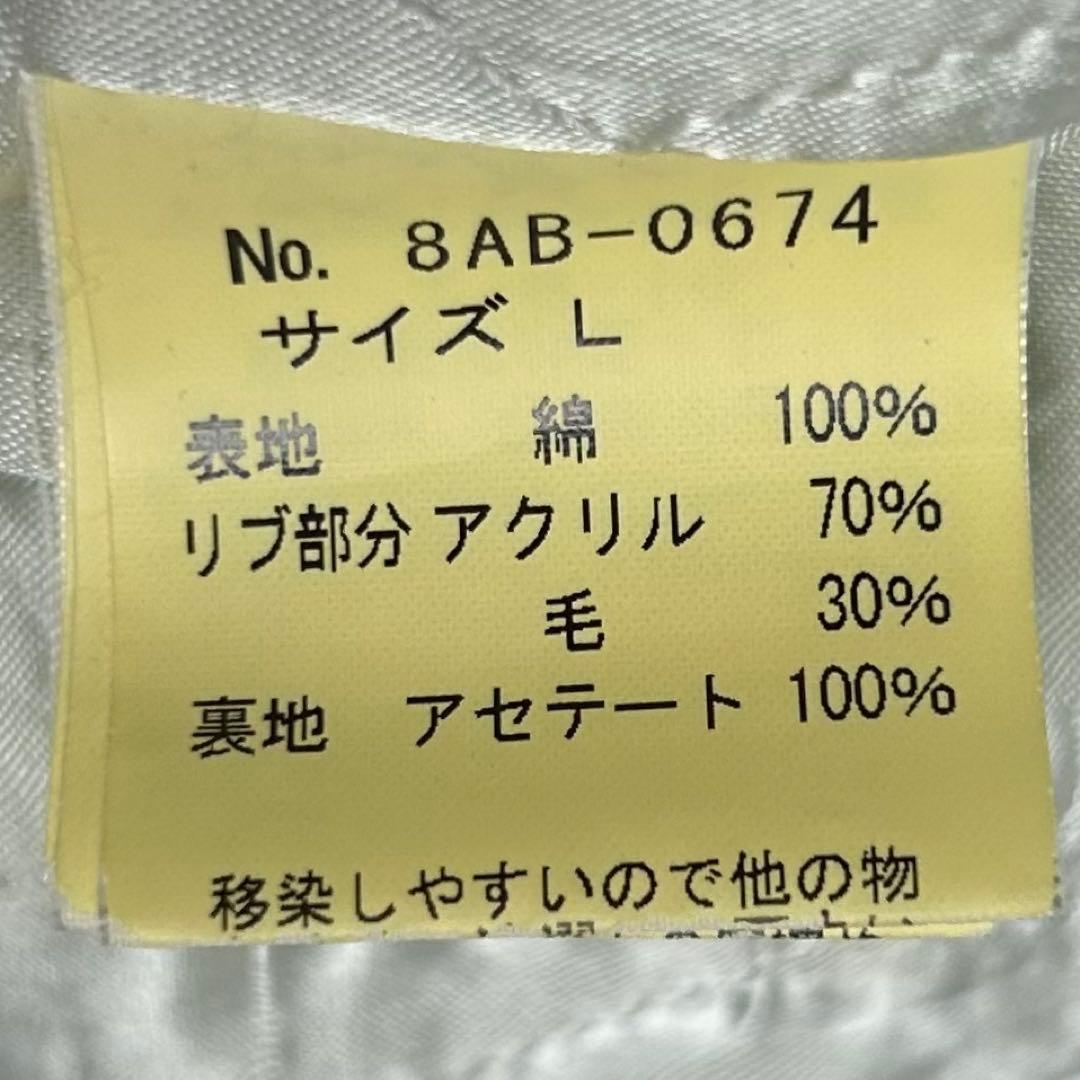 No. 8AB-0674
サイズ L
表地 綿 100%
リブ部分 アクリル 70%
毛 30%
裏地 アセテート 100%
移染しやすいので他の物